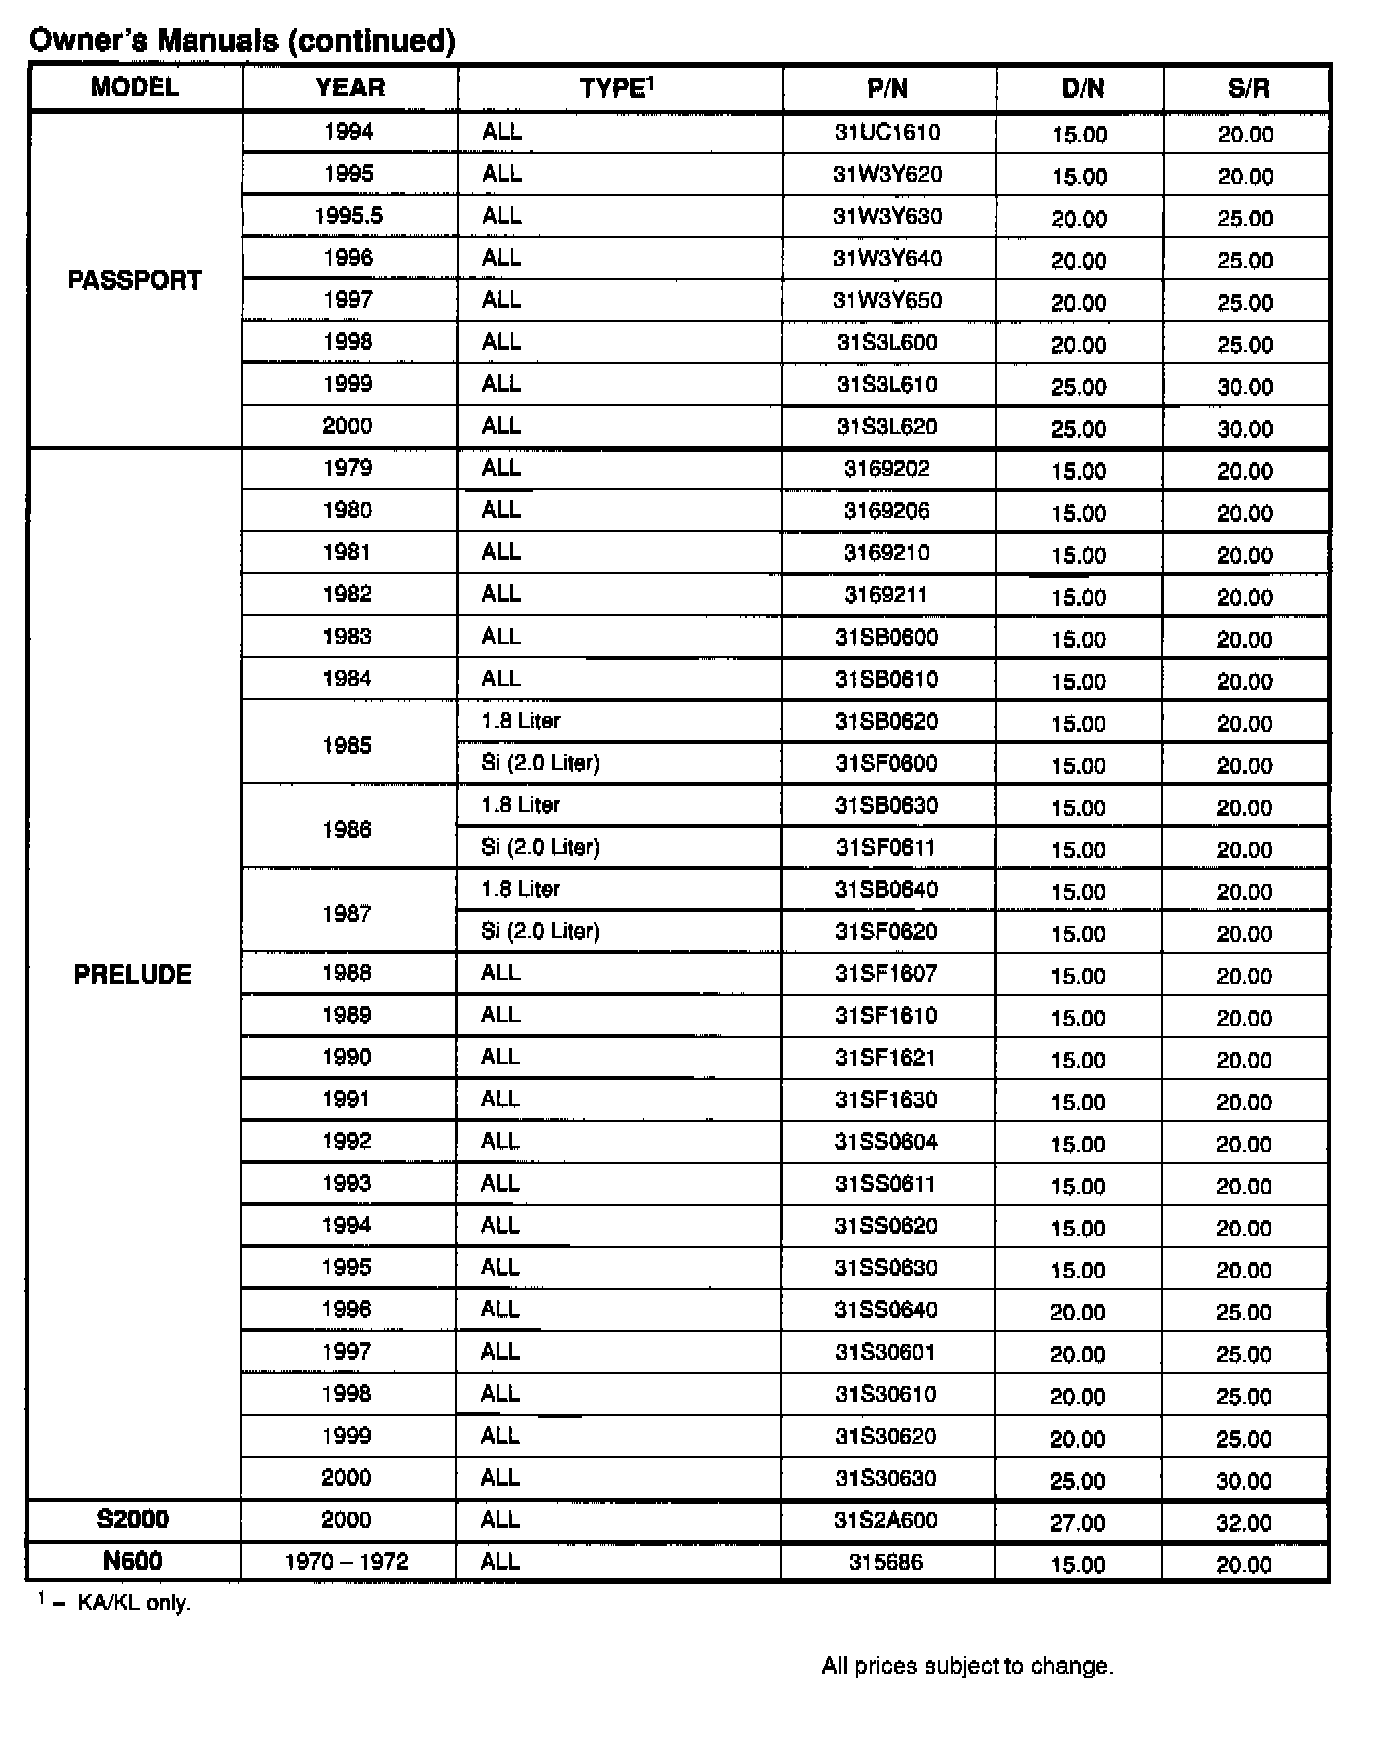 Owner's Manuals (continued)
MODEL YEAR TYPE¹ P/N D/N S/R
PASSPORT
1994 ALL 31UC1610 15.00 20.00
1995 ALL 31W3Y620 15.00 20.00
1995.5 ALL 31W3Y630 20.00 25.00
1996 ALL 31W3Y640 20.00 25.00
1997 ALL 31W3Y650 20.00 25.00
1998 ALL 31S3L600 20.00 25.00
1999 ALL 31S3L610 25.00 30.00
2000 ALL 31S3L620 25.00 30.00
PRELUDE
1979 ALL 3169202 15.00 20.00
1980 ALL 3169206 15.00 20.00
1981 ALL 3169210 15.00 20.00
1982 ALL 3169211 15.00 20.00
1983 ALL 31SB0600 15.00 20.00
1984 ALL 31SB0610 15.00 20.00
1985 1.8 Liter 31SB0620 15.00 20.00
Si (2.0 Liter) 31SF0600 15.00 20.00
1986 1.8 Liter 31SB0630 15.00 20.00
Si (2.0 Liter) 31SF0611 15.00 20.00
1987 1.8 Liter 31SB0640 15.00 20.00
Si (2.0 Liter) 31SF0620 15.00 20.00
1988 ALL 31SF1607 15.00 20.00
1989 ALL 31SF1610 15.00 20.00
1990 ALL 31SF1621 15.00 20.00
1991 ALL 31SF1630 15.00 20.00
1992 ALL 31SS0604 15.00 20.00
1993 ALL 31SS0611 15.00 20.00
1994 ALL 31SS0620 15.00 20.00
1995 ALL 31SS0630 15.00 20.00
1996 ALL 31SS0640 20.00 25.00
1997 ALL 31S30601 20.00 25.00
1998 ALL 31S30610 20.00 25.00
1999 ALL 31S30620 20.00 25.00
2000 ALL 31S30630 25.00 30.00
S2000 2000 ALL 31S2A600 27.00 32.00
N600 1970 – 1972 ALL 315686 15.00 20.00
¹ – KA/KL only.
All prices subject to change.